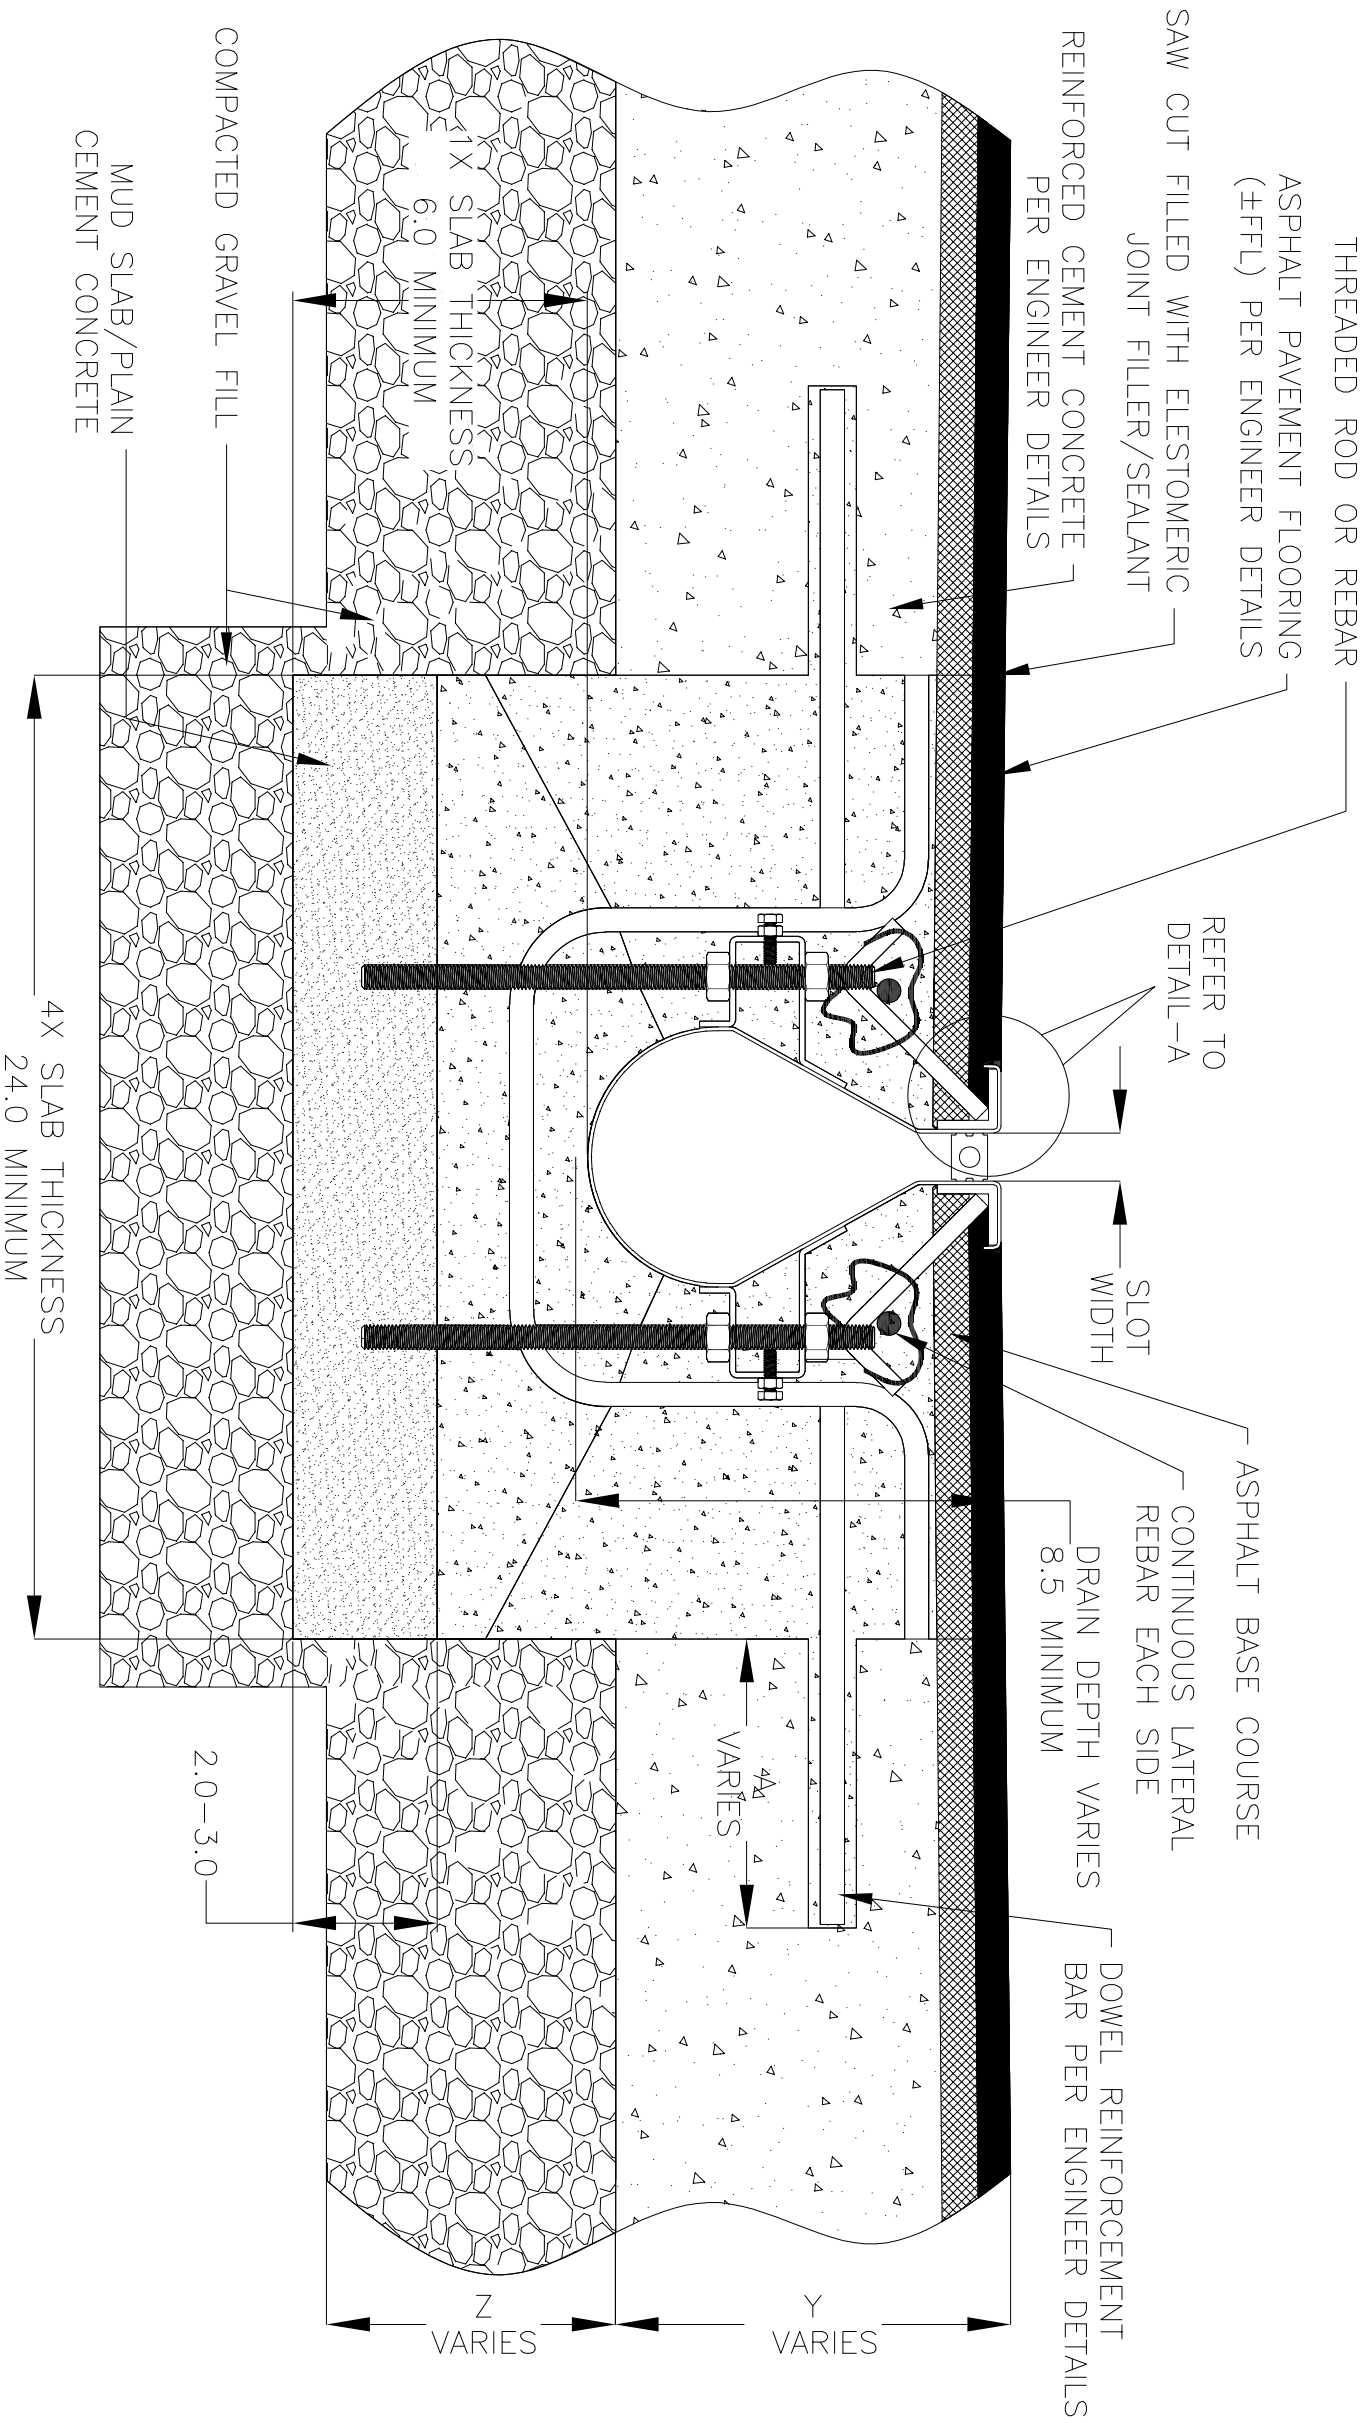 THREADED ROD OR REBAR
ASPHALT PAVEMENT FLOORING
(±FFL) PER ENGINEER DETAILS
SAW CUT FILLED WITH ELESTOMERIC
JOINT FILLER/SEALANT
REINFORCED CEMENT CONCRETE
PER ENGINEER DETAILS
REFER TO
DETAIL-A
SLOT
WIDTH
ASPHALT BASE COURSE
CONTINUOUS LATERAL
REBAR EACH SIDE
DRAIN DEPTH VARIES
8.5 MINIMUM
DOWEL REINFORCEMENT
BAR PER ENGINEER DETAILS
Y
VARIES
Z
VARIES
A
VARIES
1X SLAB THICKNESS
6.0 MINIMUM
COMPACTED GRAVEL FILL
MUD SLAB/PLAIN
CEMENT CONCRETE
2.0-3.0
4X SLAB THICKNESS
24.0 MINIMUM